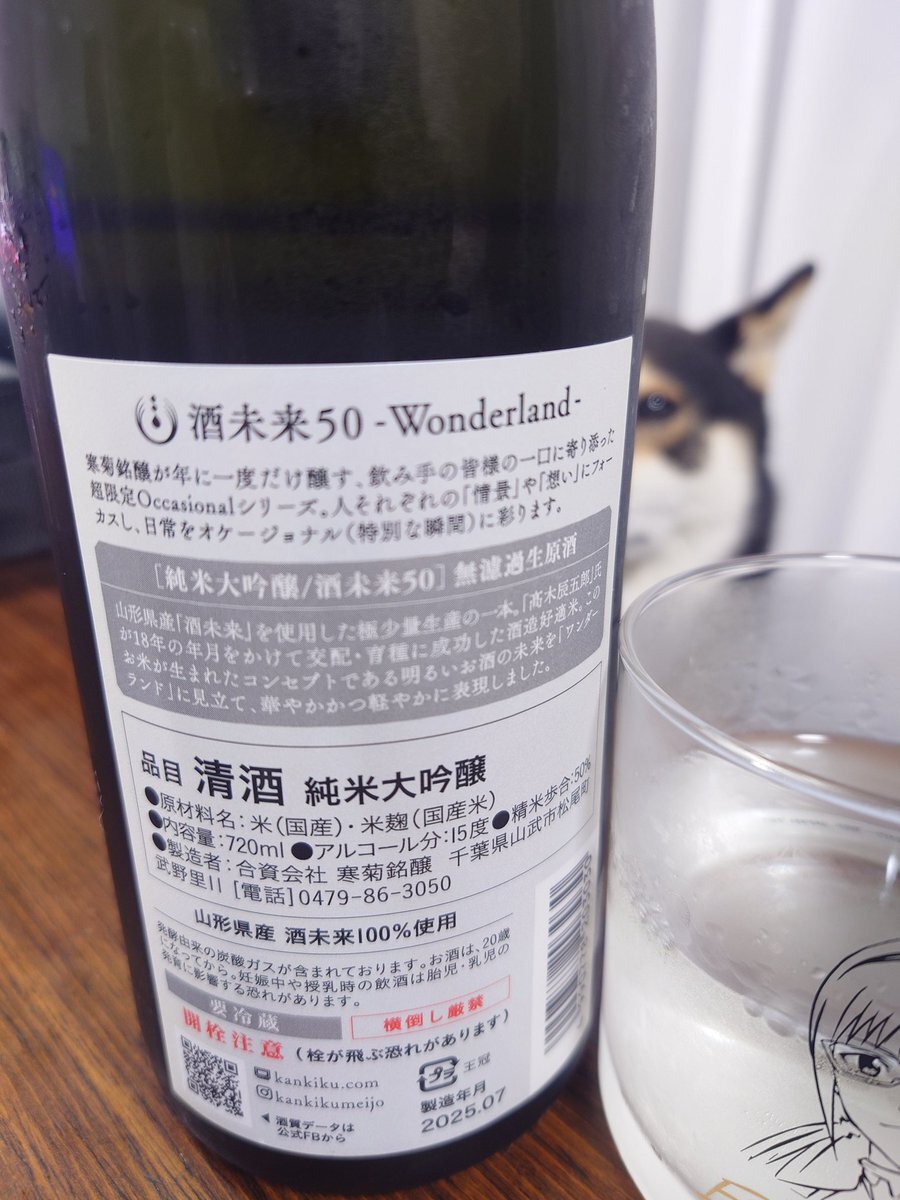 酒未来50 -Wonderland-
寒菊銘醸が年に一度だけ醸す、飲み手の皆様の一口に寄り添った
超限定Occasionalシリーズ。人それぞれの「情景」や「想い」にフォー
カスし、日常をオケージョナル(特別な瞬間)に彩ります。
[純米大吟醸/酒未来50] 無濾過生原酒
山形県産「酒未来」を使用した極少量生産の一本。「髙木辰五郎」氏
が18年の年月をかけて交配・育種に成功した酒造好適米。この
お米が生まれたコンセプトである明るいお酒の未来を「ワンダー
ランド」に見立て、華やかかつ軽やかに表現しました。
品目 清酒 純米大吟醸
●原材料名:米(国産)・米麹(国産米)
●内容量:720ml ●アルコール分:15度 ●精米歩合:50%
●製造者:合資会社 寒菊銘醸 千葉県山武市松尾町
武野里11 [電話]0479-86-3050
山形県産 酒未来100%使用
発酵由来の炭酸ガスが含まれております。お酒は、20歳
になってから。妊娠中や授乳時の飲酒は胎児・乳児の
発育に影響する恐れがあります。
要冷蔵 横倒し厳禁
開栓注意 (栓が飛ぶ恐れがあります)
kankiku.com
kankikumeijo
プラ 王冠
◀酒質データは
公式FBから
製造年月
2025.07